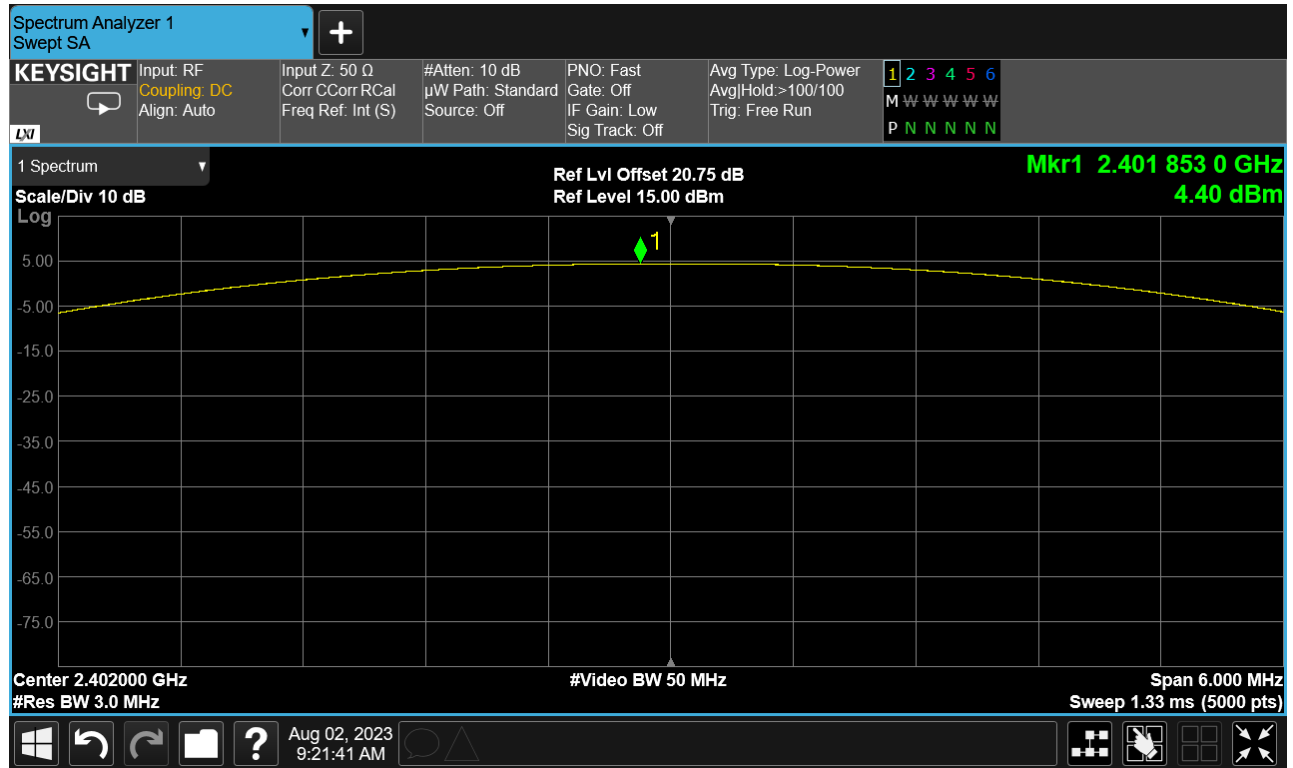 Spectrum Analyzer 1
Swept SA
+
KEYSIGHT
LXI
Input: RF
Coupling: DC
Align: Auto
Input Z: 50 Ω
Corr CCorr RCal
Freq Ref: Int (S)
#Atten: 10 dB
µW Path: Standard
Source: Off
PNO: Fast
Gate: Off
IF Gain: Low
Sig Track: Off
Avg Type: Log-Power
Avg|Hold:>100/100
Trig: Free Run
1 2 3 4 5 6
M W W W W W
P N N N N N
1 Spectrum
Scale/Div 10 dB
Ref Lvl Offset 20.75 dB
Ref Level 15.00 dBm
Mkr1 2.401 853 0 GHz
4.40 dBm
Log
1
5.00
-5.00
-15.0
-25.0
-35.0
-45.0
-55.0
-65.0
-75.0
Center 2.402000 GHz
#Video BW 50 MHz
Span 6.000 MHz
#Res BW 3.0 MHz
Sweep 1.33 ms (5000 pts)
?
Aug 02, 2023
9:21:41 AM